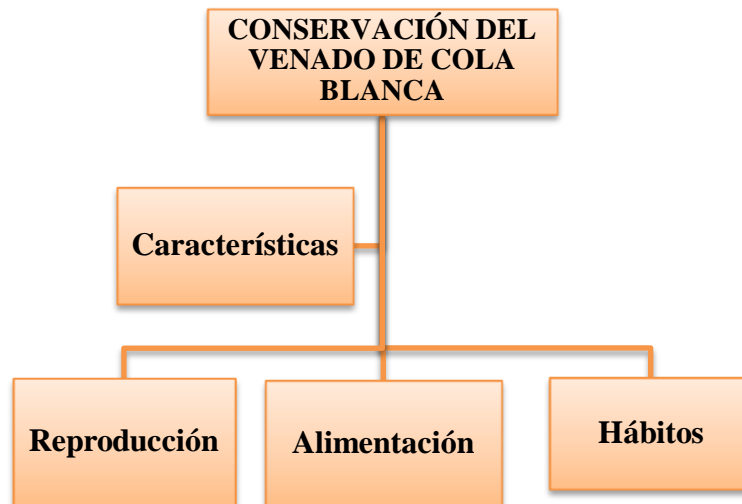 CONSERVACIÓN DEL
VENADO DE COLA
BLANCA
Características
Reproducción
Alimentación
Hábitos